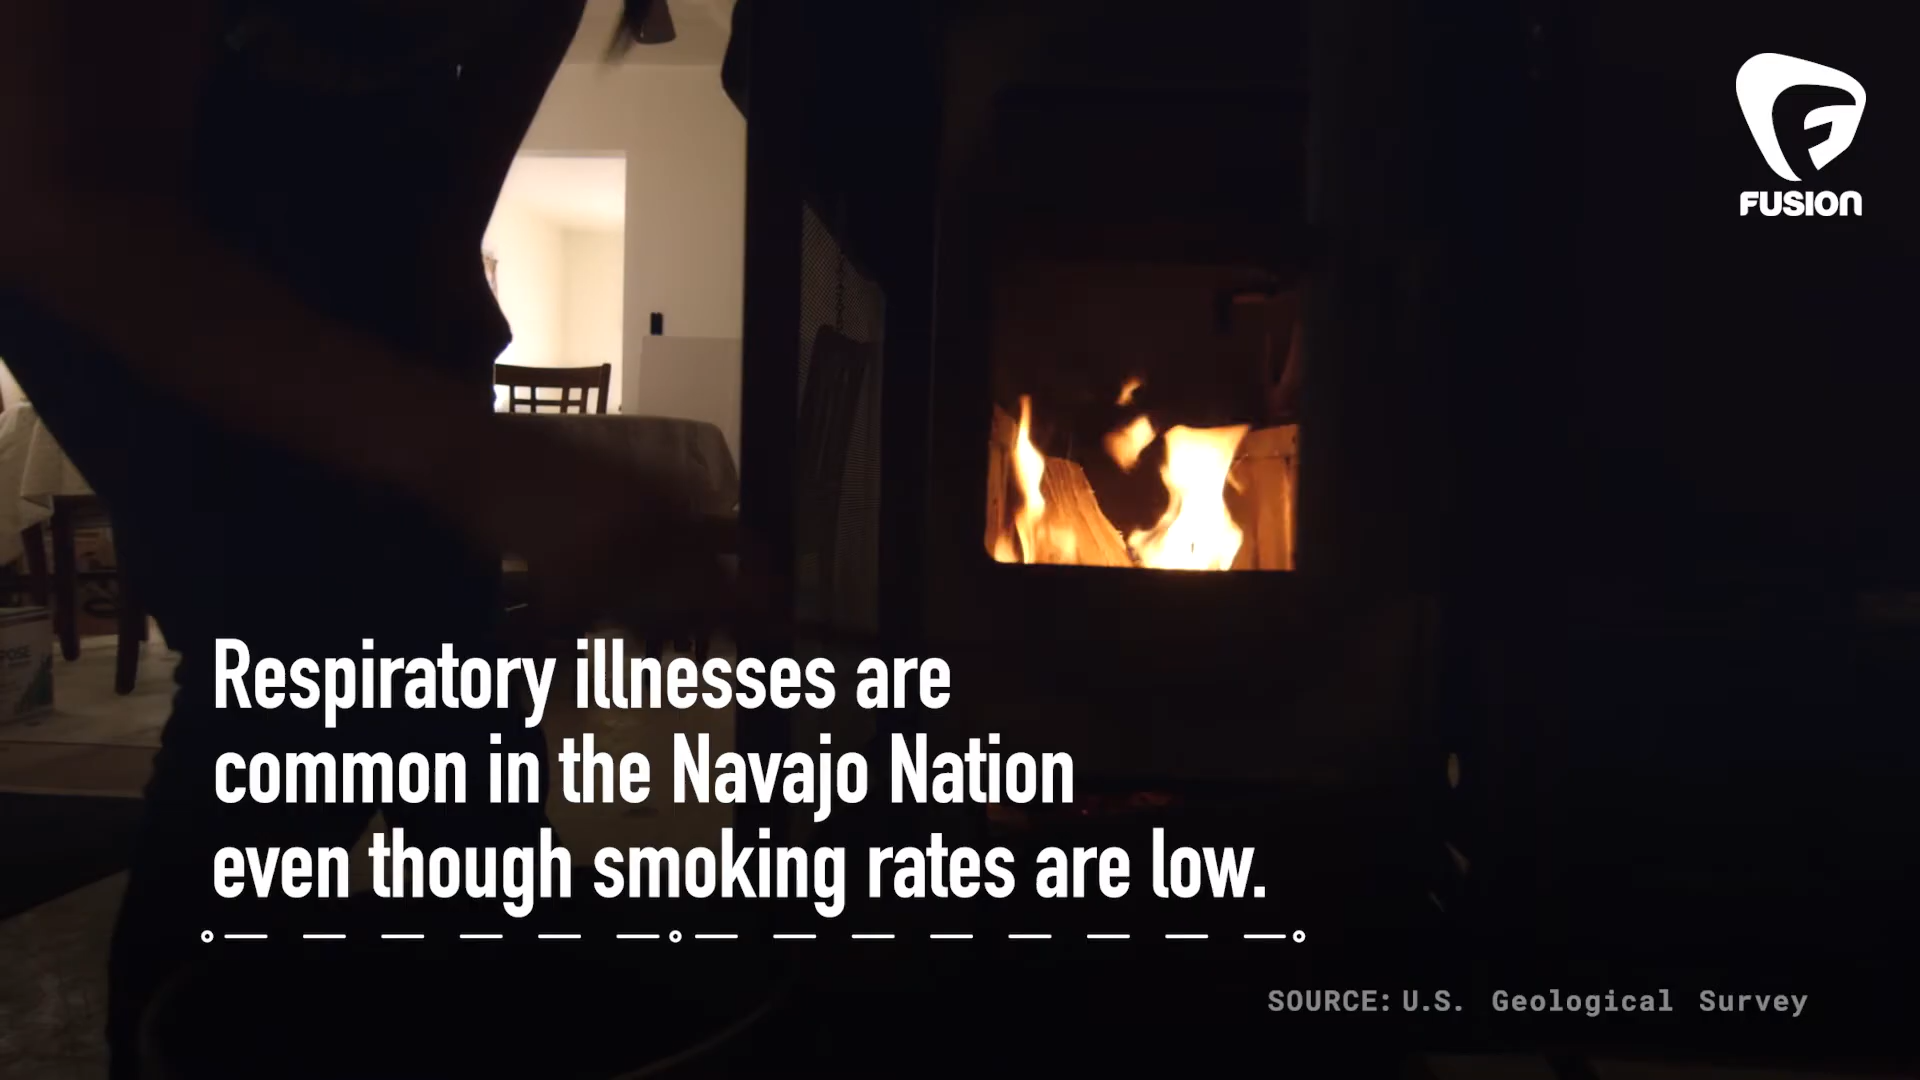 FUSION
Respiratory illnesses are
common in the Navajo Nation
even though smoking rates are low.
SOURCE: U.S. Geological Survey